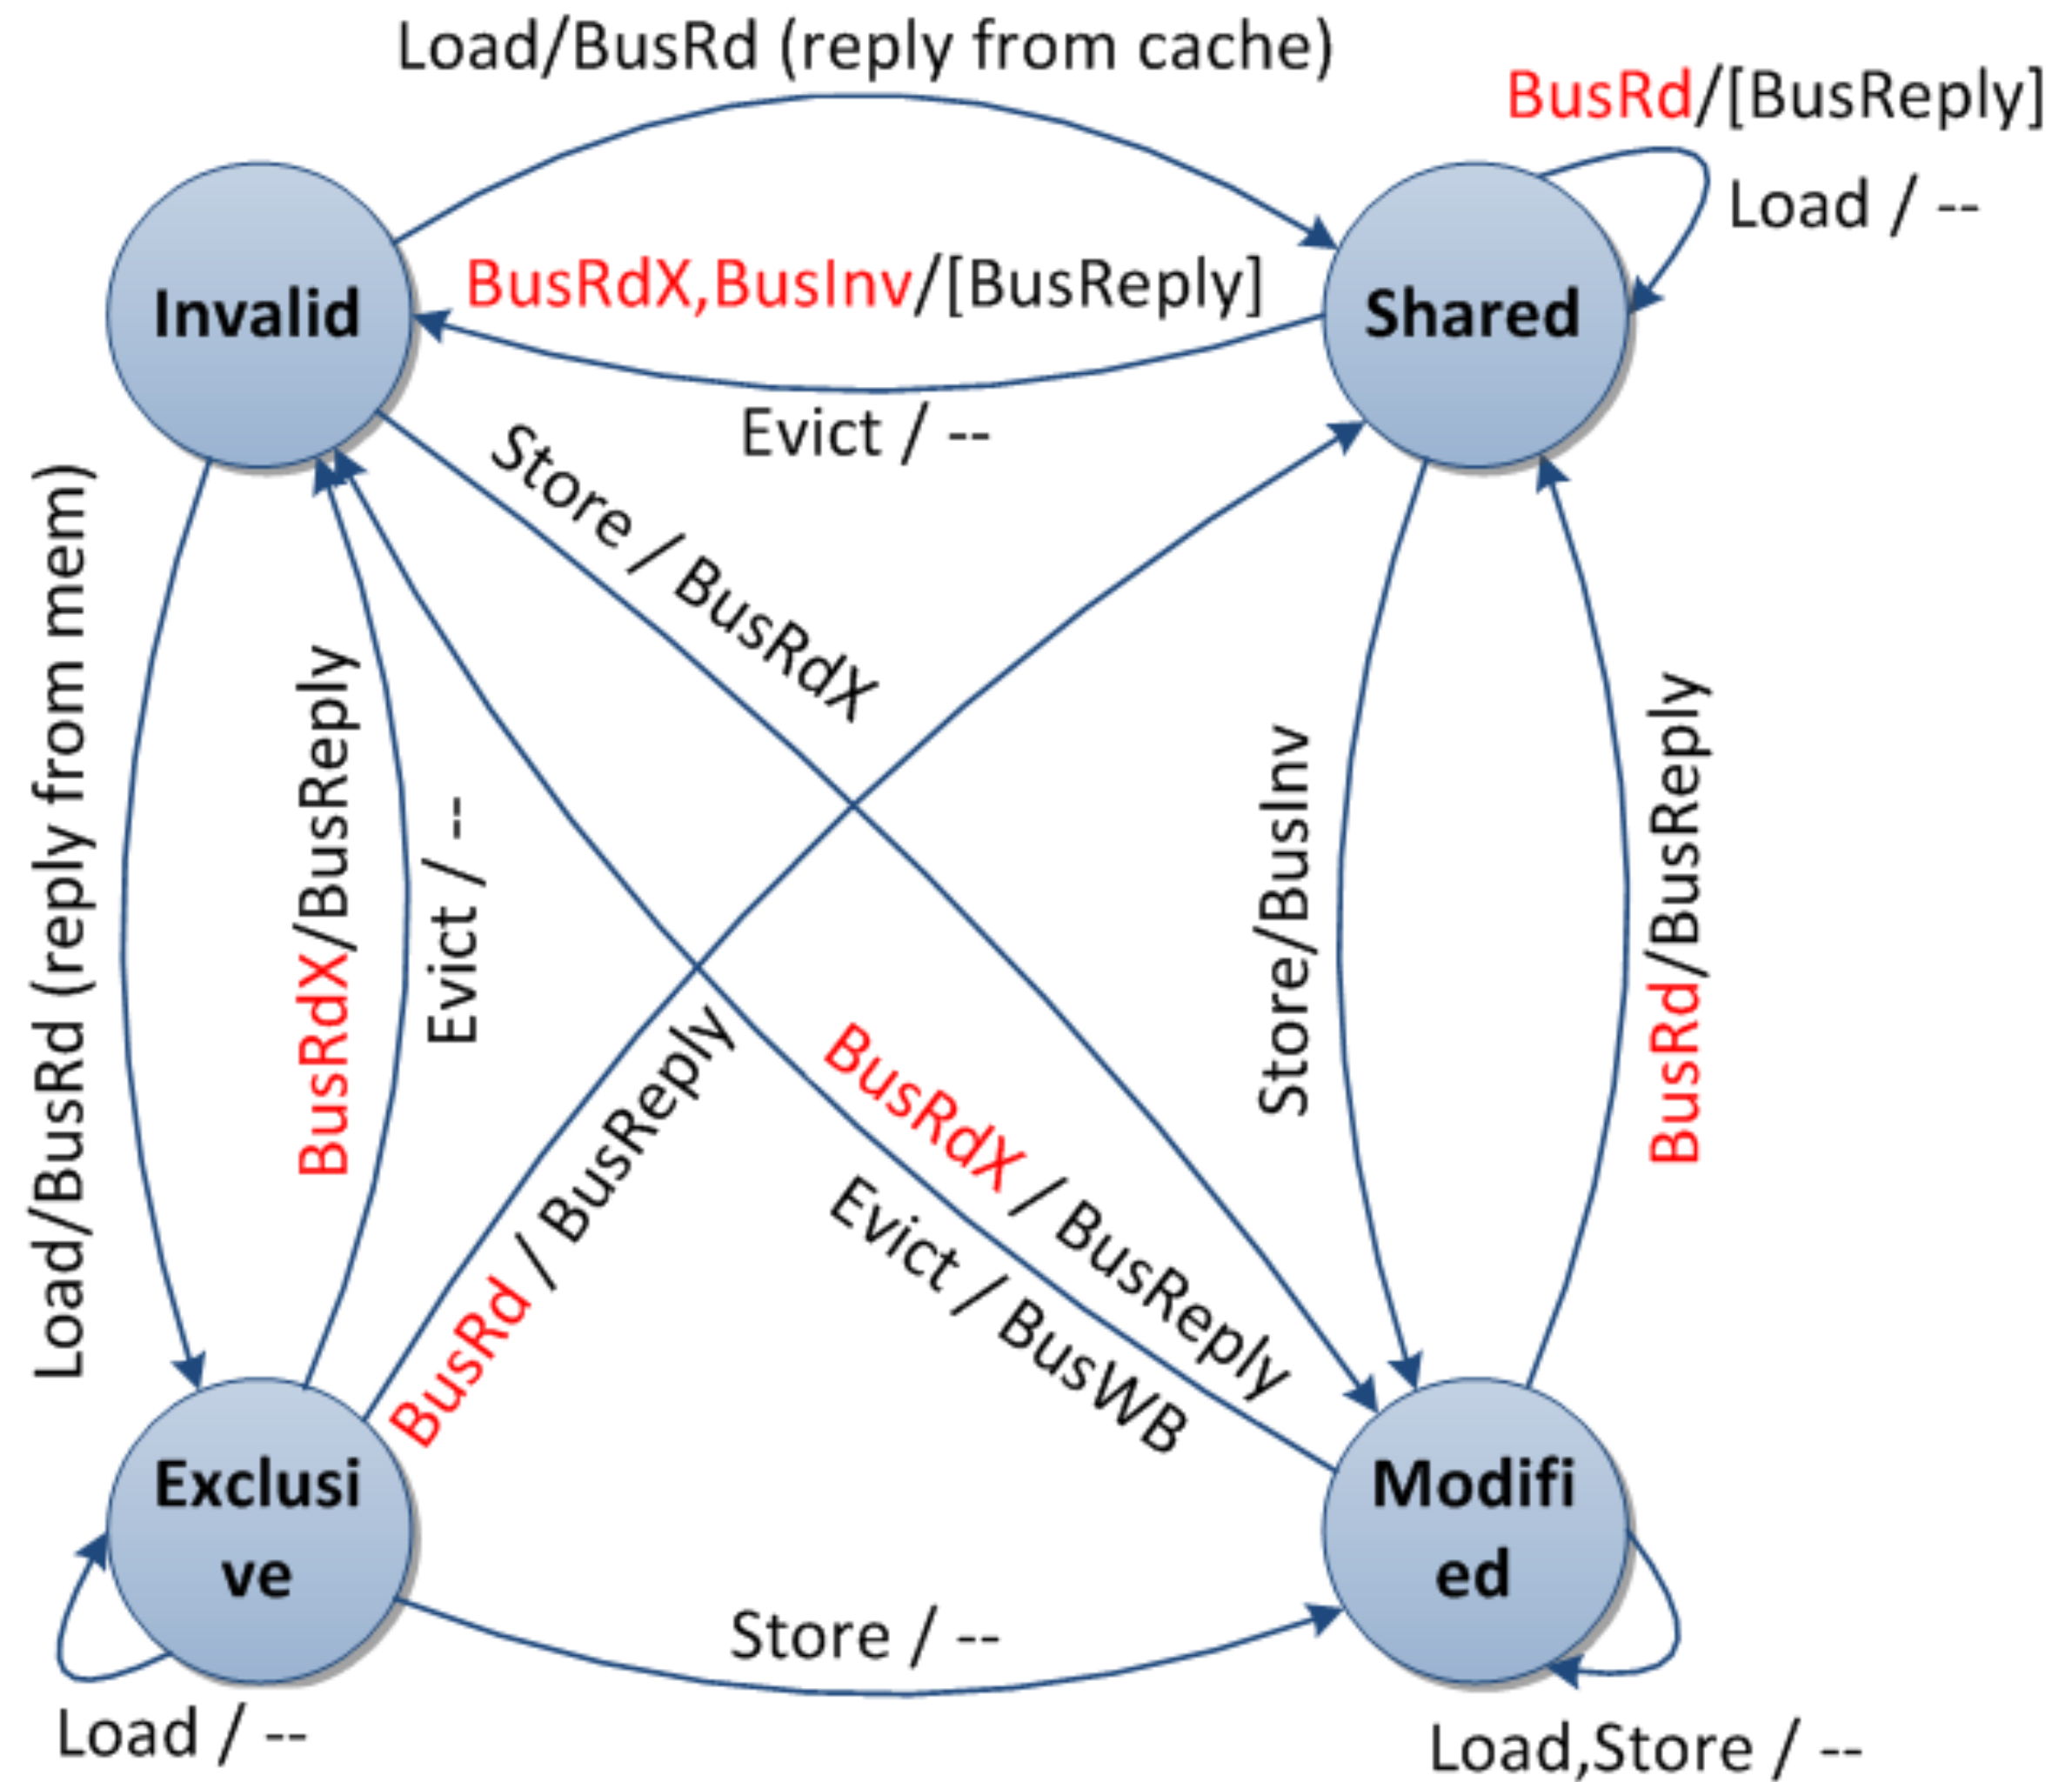 Load/BusRd (reply from cache)
BusRd/[BusReply]
Load / --
Invalid
BusRdX,BusInv/[BusReply]
Shared
Evict / --
Store / BusRdX
Load/BusRd (reply from mem)
BusRdX/BusReply
Evict / --
Store/BusInv
BusRd/BusReply
BusRd / BusReply
BusRdX / BusReply
Evict / BusWB
Exclusi
ve
Modifi
ed
Store / --
Load / --
Load,Store / --